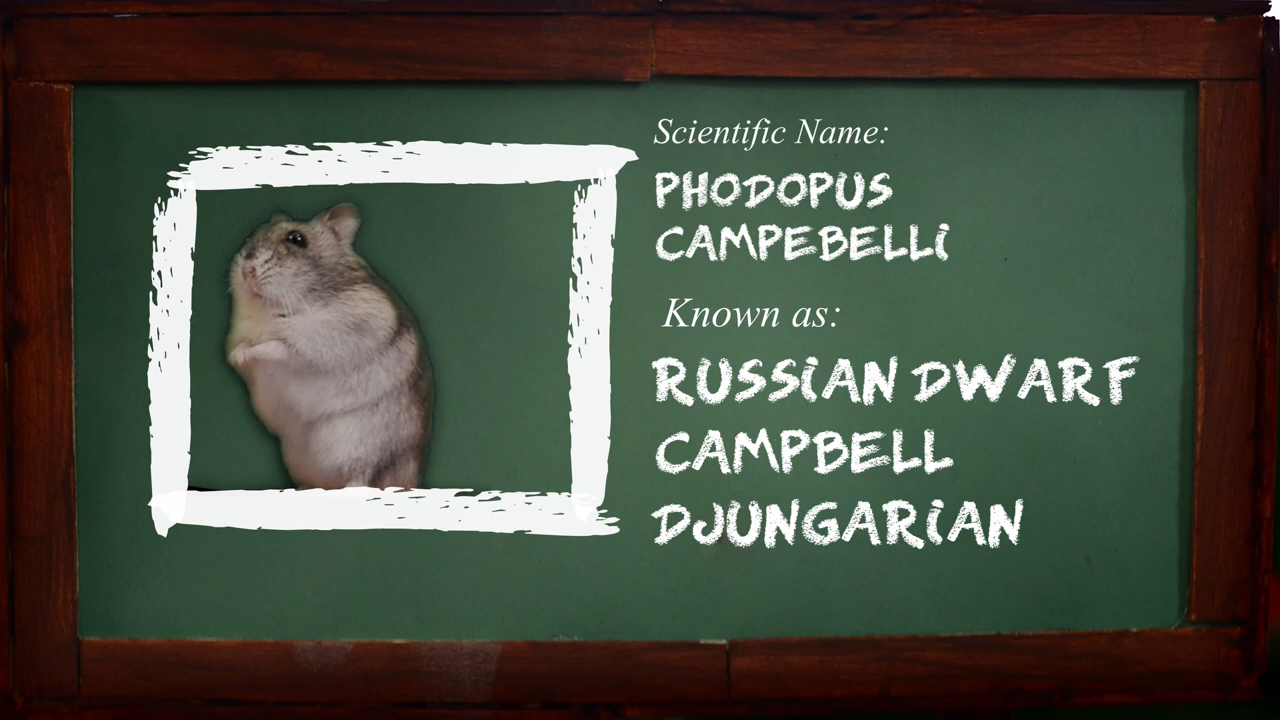 Scientific Name:
PHODOPUS
CAMPEBELLi
Known as:
RUSSiAN DWARF
CAMPBELL
DJUNGARiAN